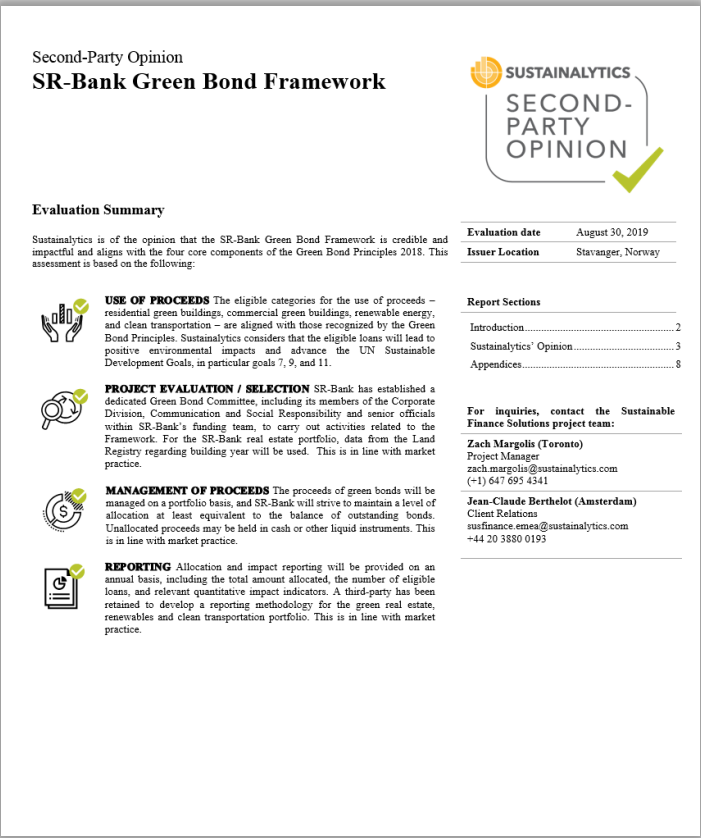 Second-Party Opinion
SR-Bank Green Bond Framework
SUSTAINALYTICS
SECOND-
PARTY
OPINION
Evaluation Summary
Sustainalytics is of the opinion that the SR-Bank Green Bond Framework is credible and
impactful and aligns with the four core components of the Green Bond Principles 2018. This
assessment is based on the following:
USE OF PROCEEDS The eligible categories for the use of proceeds –
residential green buildings, commercial green buildings, renewable energy,
and clean transportation – are aligned with those recognized by the Green
Bond Principles. Sustainalytics considers that the eligible loans will lead to
positive environmental impacts and advance the UN Sustainable
Development Goals, in particular goals 7, 9, and 11.
PROJECT EVALUATION / SELECTION SR-Bank has established a
dedicated Green Bond Committee, including its members of the Corporate
Division, Communication and Social Responsibility and senior officials
within SR-Bank's funding team, to carry out activities related to the
Framework. For the SR-Bank real estate portfolio, data from the Land
Registry regarding building year will be used. This is in line with market
practice.
MANAGEMENT OF PROCEEDS The proceeds of green bonds will be
managed on a portfolio basis, and SR-Bank will strive to maintain a level of
allocation at least equivalent to the balance of outstanding bonds.
Unallocated proceeds may be held in cash or other liquid instruments. This
is in line with market practice.
REPORTING Allocation and impact reporting will be provided on an
annual basis, including the total amount allocated, the number of eligible
loans, and relevant quantitative impact indicators. A third-party has been
retained to develop a reporting methodology for the green real estate,
renewables and clean transportation portfolio. This is in line with market
practice.
Evaluation date August 30, 2019
Issuer Location Stavanger, Norway
Report Sections
Introduction 2
Sustainalytics' Opinion 3
Appendices 8
For inquiries, contact the Sustainable
Finance Solutions project team:
Zach Margolis (Toronto)
Project Manager
zach.margolis@sustainalytics.com
(+1) 647 695 4341
Jean-Claude Berthelot (Amsterdam)
Client Relations
susfinance.emea@sustainalytics.com
+44 20 3880 0193